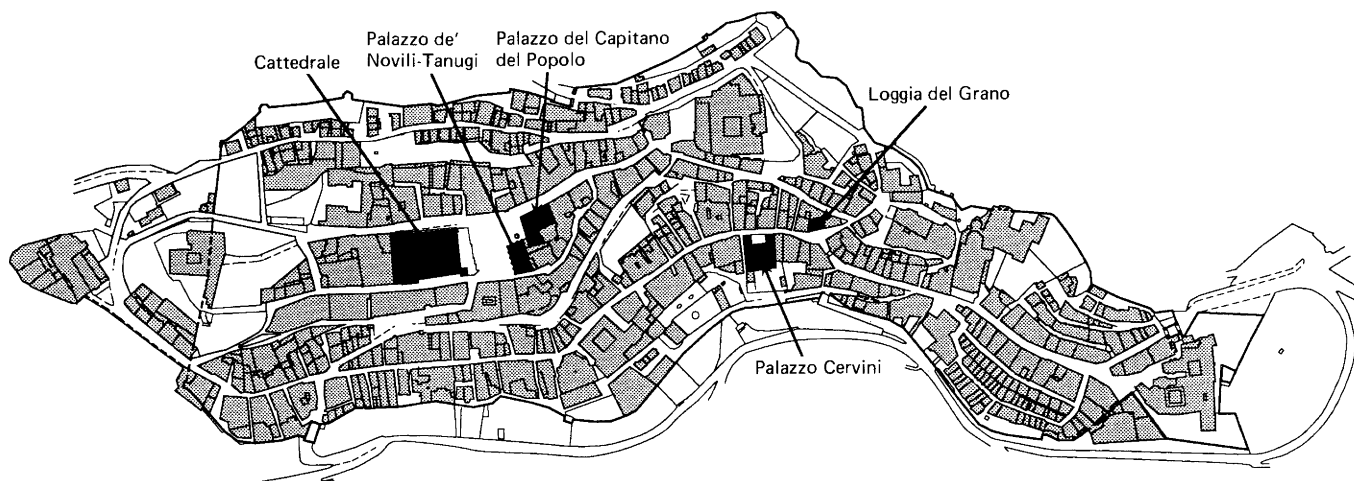 Cattedrale
Palazzo de'
Novili-Tanugi
Palazzo del Capitano
del Popolo
Loggia del Grano
Palazzo Cervini